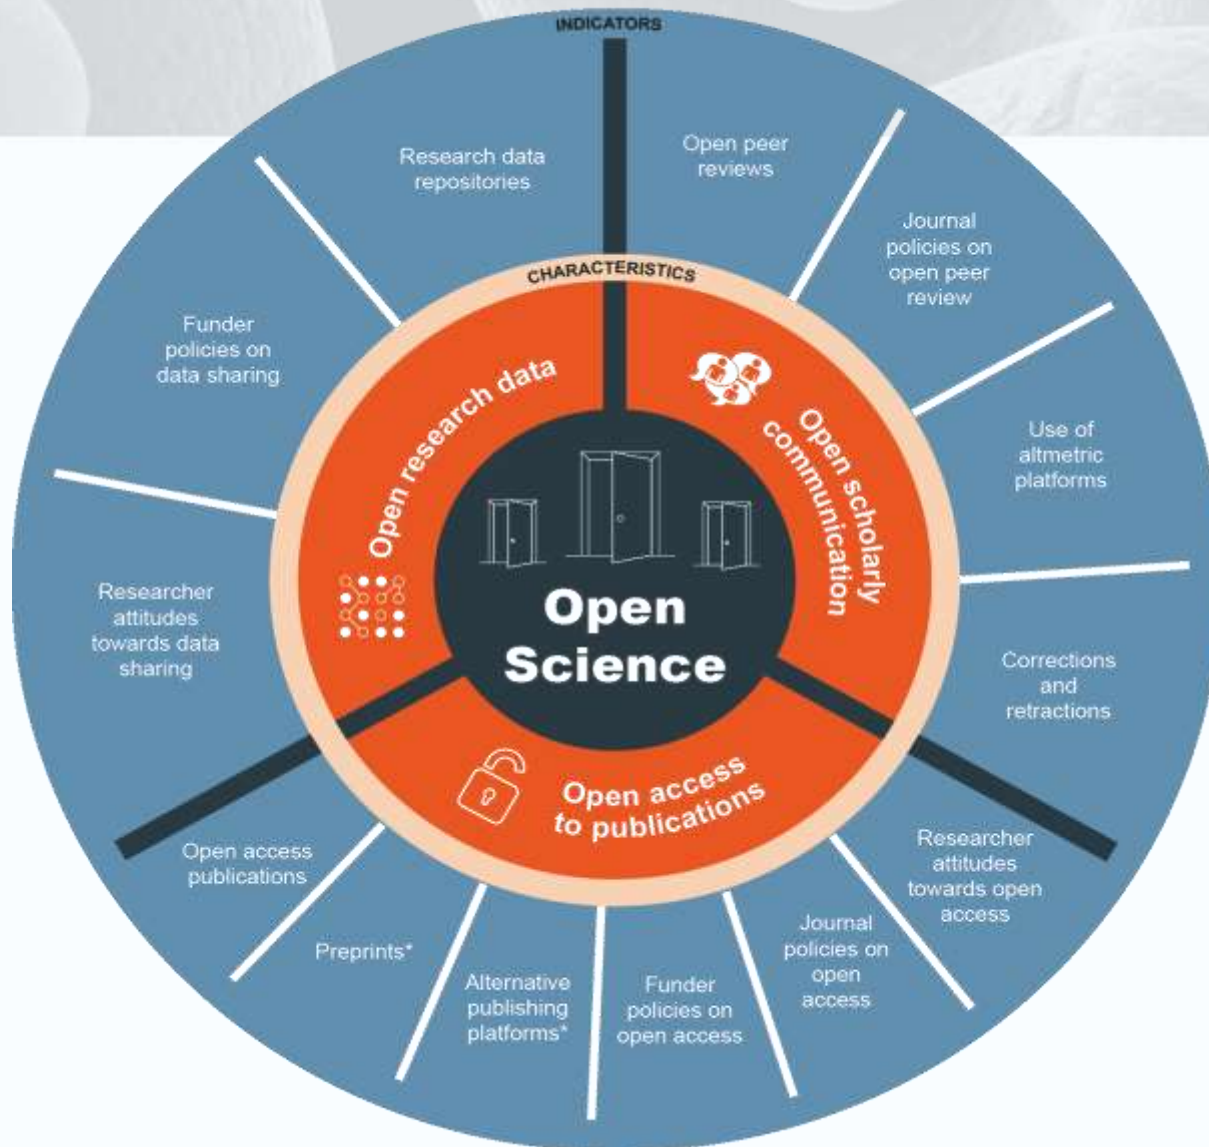 INDICATORS
Open peer
reviews
Journal
policies on
open peer
review
Use of
altmetric
platforms
Corrections
and
retractions
Researcher
attitudes
towards open
access
Journal
policies on
open
access
Funder
policies on
open access
Alternative
publishing
platforms*
Preprints*
Open access
publications
Researcher
attitudes
towards data
sharing
Funder
policies on
data sharing
Research data
repositories
CHARACTERISTICS
Open research data
Open scholarly
communication
Open access
to publications
Open
Science